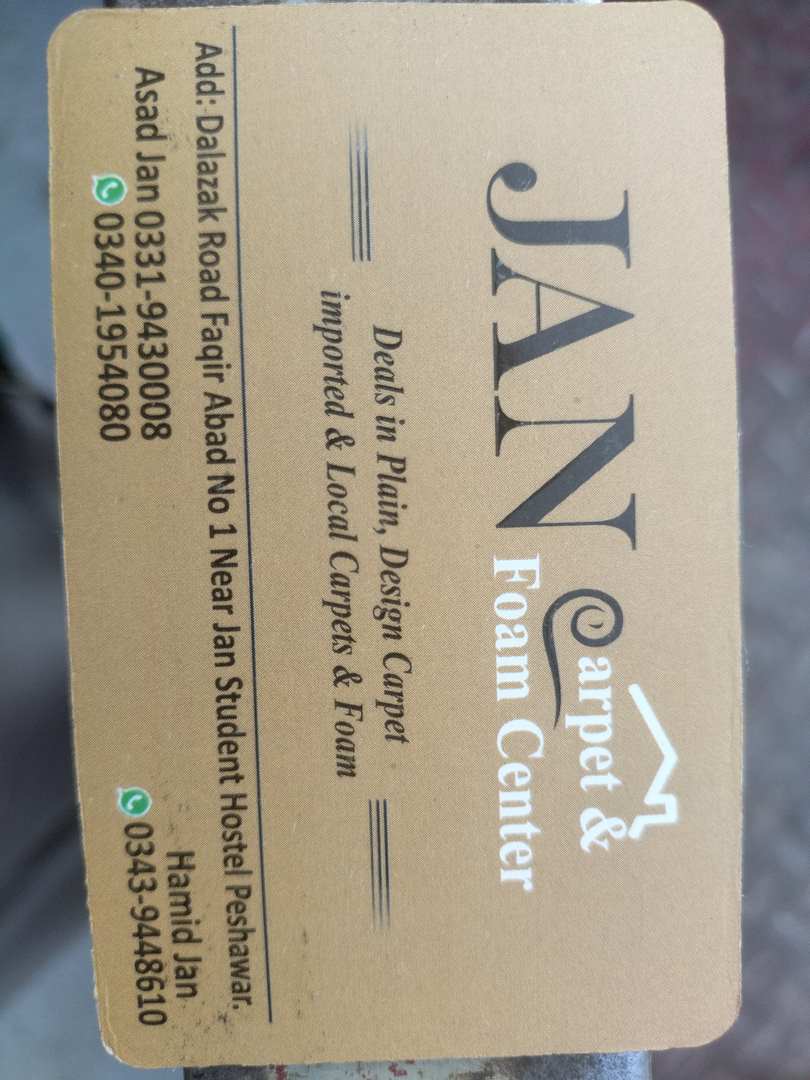 JAN Carpet &
Foam Center
Deals in Plain, Design Carpet
imported & Local Carpets & Foam
Add: Dalazak Road Faqir Abad No 1 Near Jan Student Hostel Peshawar.
Asad Jan 0331-9430008
0340-1954080
Hamid Jan
0343-9448610